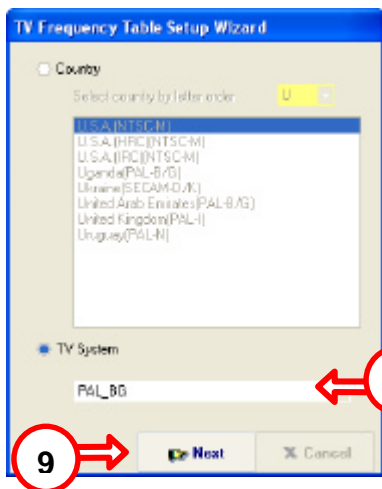 TV Frequency Table Setup Wizard
Country
Select country by letter order U
U.S.A.(NTSC-M)
U.S.A.(HRC)(NTSC-M)
U.S.A.(IRC)(NTSC-M)
Uganda(PAL-B/G)
Ukraine(SECAM-D/K)
United Arab Emirates(PAL-B/G)
United Kingdom(PAL-I)
Uruguay(PAL-N)
TV System
PAL_BG
9 Next X Cancel